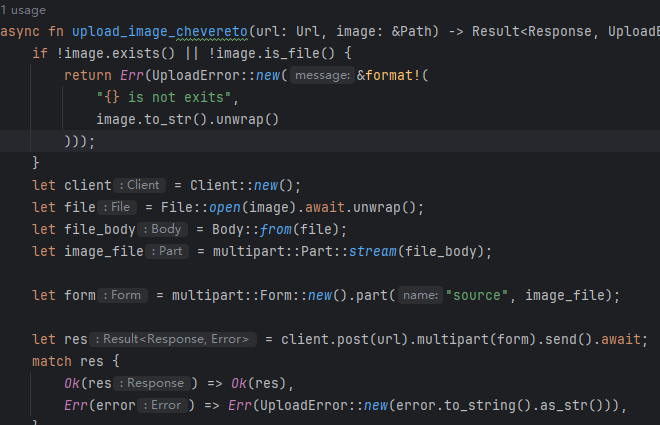 1 usage
async fn upload_image_chevereto(url: Url, image: &Path) -> Result<Response, UploadE
if !image.exists() || !image.is_file() {
return Err(UploadError::new( message: &format!(
"{} is not exits",
image.to_str().unwrap()
)));
}
let client : Client = Client::new();
let file : File = File::open(image).await.unwrap();
let file_body : Body = Body::from(file);
let image_file : Part = multipart::Part::stream(file_body);
let form : Form = multipart::Form::new().part( name: "source", image_file);
let res : Result<Response, Error> = client.post(url).multipart(form).send().await;
match res {
Ok(res : Response ) => Ok(res),
Err(error : Error ) => Err(UploadError::new(error.to_string().as_str())),
}